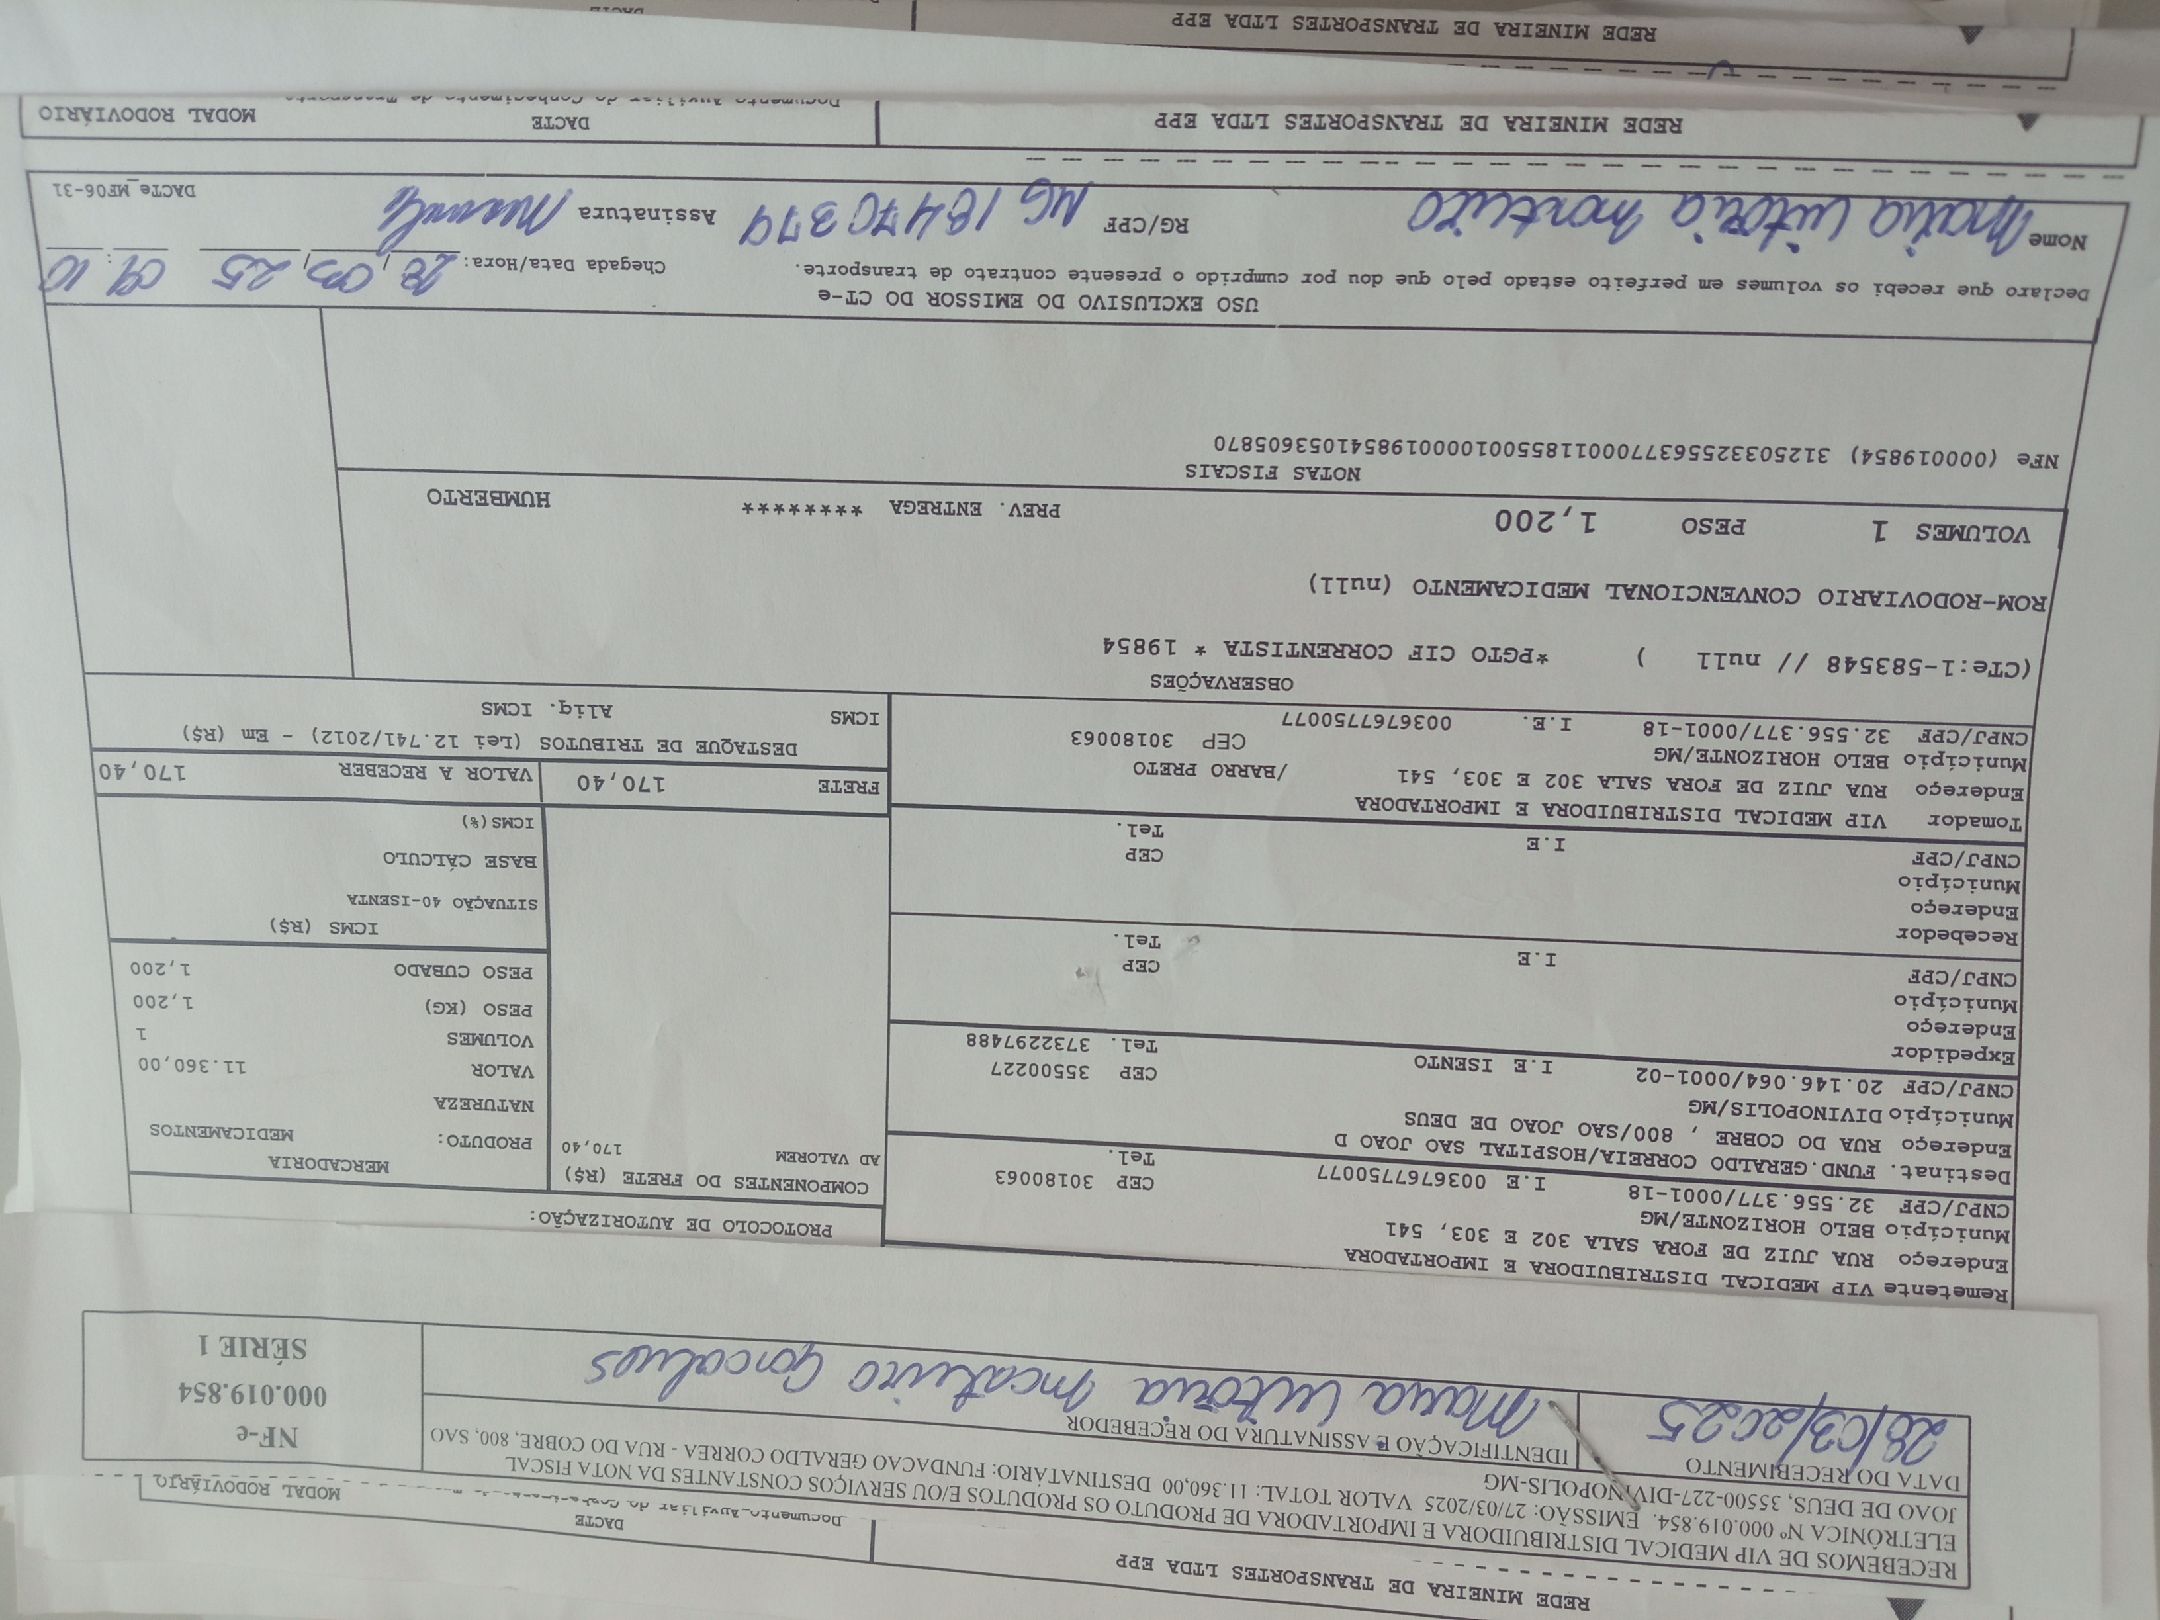 REDE MINEIRA DE TRANSPORTES LTDA EPP
DACTE
MODAL RODOVIÁRIO
Documento Auxiliar do
RECEBEMOS DE VIP MEDICAL DISTRIBUIDORA E IMPORTADORA DE PRODUTO OS PRODUTOS E/OU SERVIÇOS CONSTANTES DA NOTA FISCAL
ELETRÔNICA Nº 000.019.854. EMISSÃO: 27/03/2025 VALOR TOTAL: 11.360,00 DESTINATÁRIO: FUNDACAO GERALDO CORREA - RUA DO COBRE, 800, SAO
JOAO DE DEUS, 35500-227-DIVINOPOLIS-MG
DATA DO RECEBIMENTO
28/03/2025
IDENTIFICAÇÃO E ASSINATURA DO RECEBEDOR
Maria Vitória Monteiro Gonçalves
NF-e
000.019.854
SÉRIE 1
Remetente VIP MEDICAL DISTRIBUIDORA E IMPORTADORA
Endereço RUA JUIZ DE FORA SALA 302 E 303, 541
Município BELO HORIZONTE/MG
CNPJ/CPF 32.556.377/0001-18 I.E 0036767750077 CEP 30180063
Tel.
Destinat. FUND.GERALDO CORREIA/HOSPITAL SAO JOAO D
Endereço RUA DO COBRE , 800/SAO JOAO DE DEUS
Município DIVINOPOLIS/MG CEP 35500227
CNPJ/CPF 20.146.064/0001-02 I.E ISENTO Tel. 3732297488
Expedidor
Endereço
Município CEP
CNPJ/CPF I.E Tel.
Recebedor
Endereço
Município CEP
CNPJ/CPF I.E Tel.
Tomador VIP MEDICAL DISTRIBUIDORA E IMPORTADORA
Endereço RUA JUIZ DE FORA SALA 302 E 303, 541 /BARRO PRETO
Município BELO HORIZONTE/MG CEP 30180063
CNPJ/CPF 32.556.377/0001-18 I.E. 0036767750077
PROTOCOLO DE AUTORIZAÇÃO:
COMPONENTES DO FRETE (R$)
AD VALOREM 170,40
MERCADORIA
PRODUTO: MEDICAMENTOS
NATUREZA
VALOR 11.360,00
VOLUMES 1
PESO (KG) 1,200
PESO CUBADO 1,200
ICMS (R$)
SITUAÇÃO 40-ISENTA
BASE CÁLCULO
ICMS(%)
FRETE 170,40
VALOR A RECEBER 170,40
DESTAQUE DE TRIBUTOS (Lei 12.741/2012) - Em (R$)
ICMS Aliq. ICMS
OBSERVAÇÕES
(CTe:1-583548 // null ) *PGTO CIF CORRENTISTA * 19854
ROM-RODOVIARIO CONVENCIONAL MEDICAMENTO (null)
VOLUMES 1 PESO 1,200 PREV. ENTREGA ******** HUMBERTO
NOTAS FISCAIS
NFe (000019854) 31250332556377000118550010000198541053605870
USO EXCLUSIVO DO EMISSOR DO CT-e
Declaro que recebi os volumes em perfeito estado pelo que dou por cumprido o presente contrato de transporte.
Chegada Data/Hora: 28, 03, 25 09:10
Nome Maria Vitória Monteiro RG/CPF MG 18470379 Assinatura
DACTe_MF06-31
REDE MINEIRA DE TRANSPORTES LTDA EPP
DACTE
MODAL RODOVIÁRIO
Documento Auxiliar do Conhecimento de Transporte
REDE MINEIRA DE TRANSPORTES LTDA EPP
DACTE